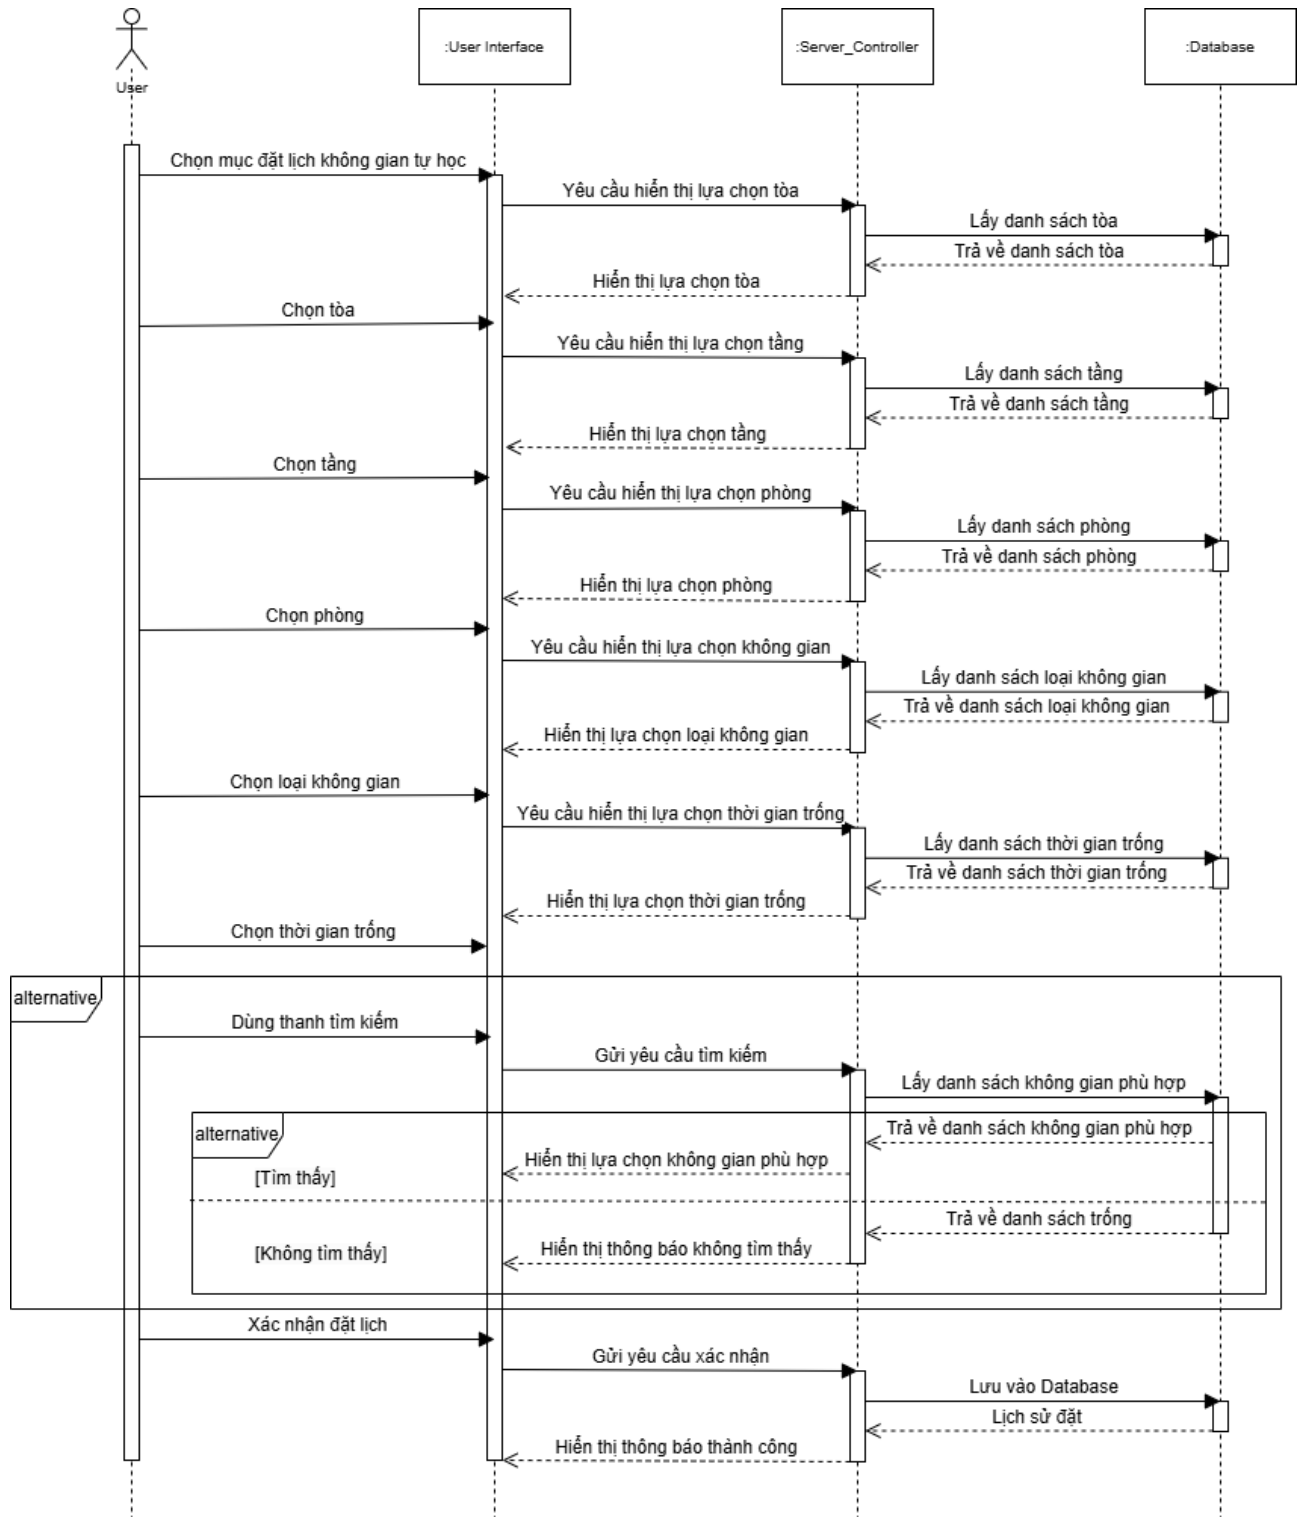 User
:User Interface
:Server_Controller
:Database
Chọn mục đặt lịch không gian tự học
Yêu cầu hiển thị lựa chọn tòa
Lấy danh sách tòa
Trả về danh sách tòa
Hiển thị lựa chọn tòa
Chọn tòa
Yêu cầu hiển thị lựa chọn tầng
Lấy danh sách tầng
Trả về danh sách tầng
Hiển thị lựa chọn tầng
Chọn tầng
Yêu cầu hiển thị lựa chọn phòng
Lấy danh sách phòng
Trả về danh sách phòng
Hiển thị lựa chọn phòng
Chọn phòng
Yêu cầu hiển thị lựa chọn không gian
Lấy danh sách loại không gian
Trả về danh sách loại không gian
Hiển thị lựa chọn loại không gian
Chọn loại không gian
Yêu cầu hiển thị lựa chọn thời gian trống
Lấy danh sách thời gian trống
Trả về danh sách thời gian trống
Hiển thị lựa chọn thời gian trống
Chọn thời gian trống
alternative
Dùng thanh tìm kiếm
Gửi yêu cầu tìm kiếm
Lấy danh sách không gian phù hợp
alternative
Trả về danh sách không gian phù hợp
Hiển thị lựa chọn không gian phù hợp
[Tìm thấy]
Trả về danh sách trống
Hiển thị thông báo không tìm thấy
[Không tìm thấy]
Xác nhận đặt lịch
Gửi yêu cầu xác nhận
Lưu vào Database
Lịch sử đặt
Hiển thị thông báo thành công